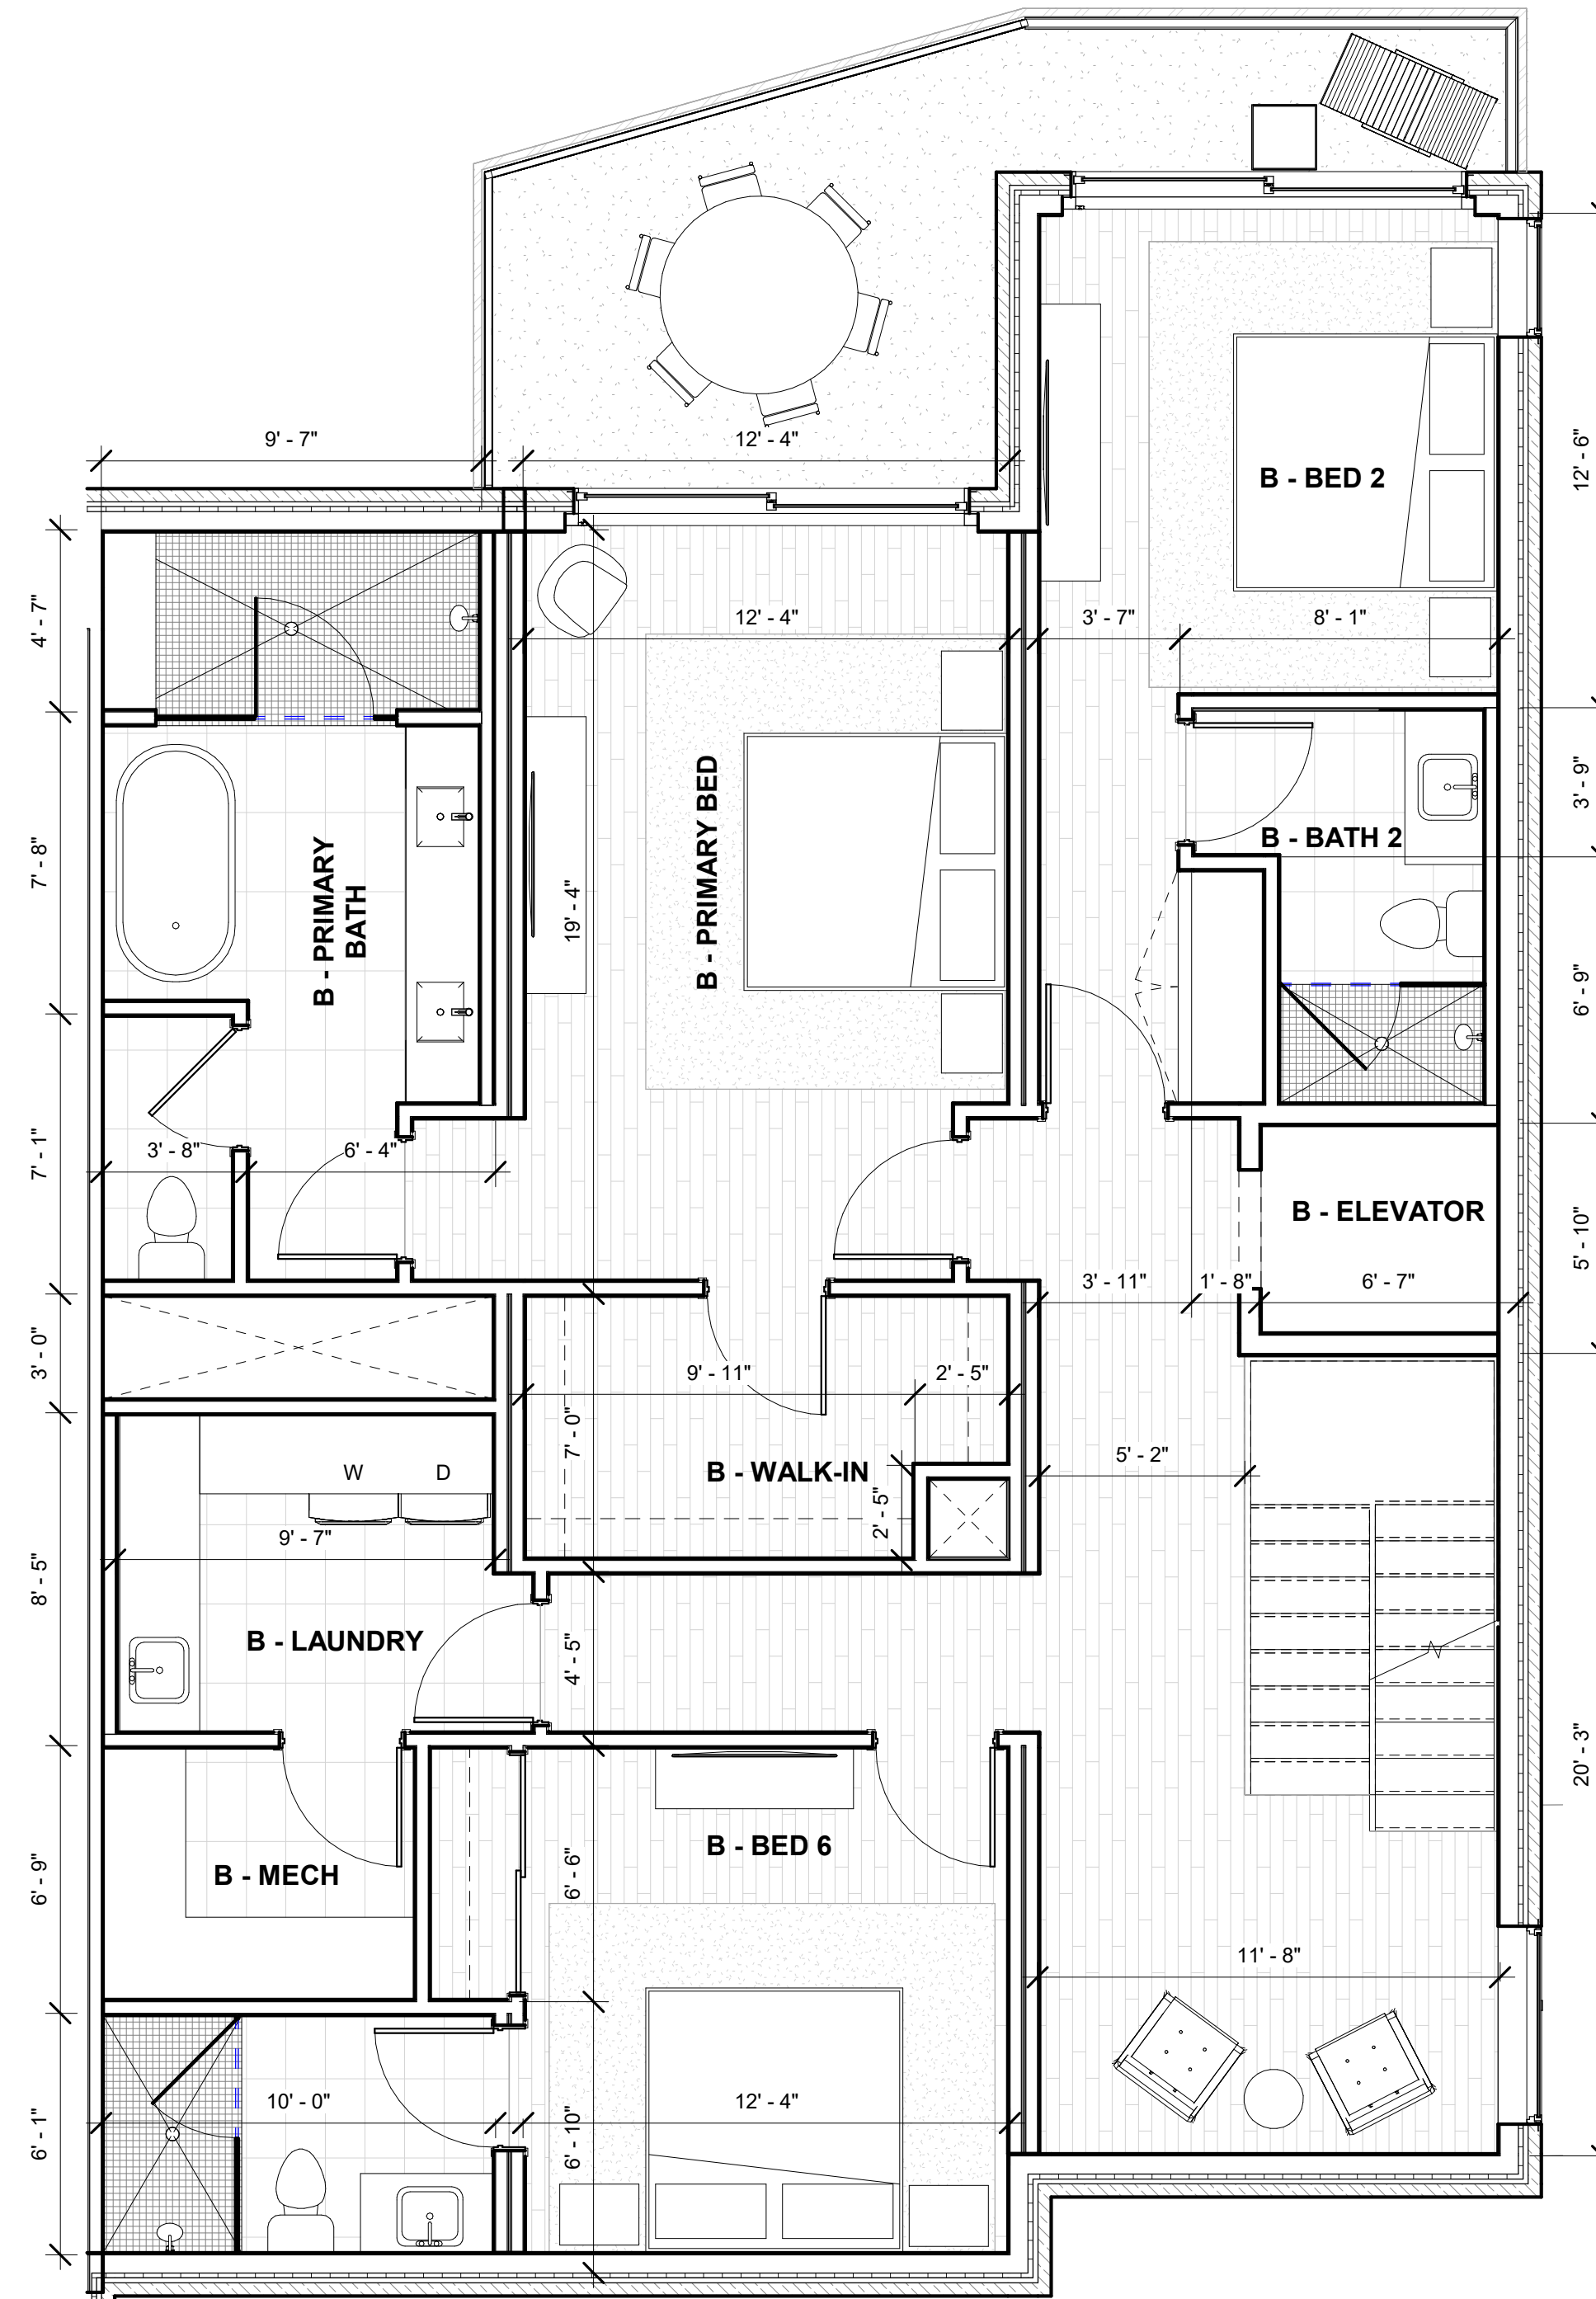 9' - 7"
12' - 4"
B - BED 2
12' - 6"
4' - 7"
12' - 4"
3' - 7"
8' - 1"
7' - 8"
B - PRIMARY
BATH
19' - 4"
B - PRIMARY BED
3' - 9"
B - BATH 2
6' - 9"
7' - 1"
3' - 8"
6' - 4"
B - ELEVATOR
5' - 10"
3' - 11"
1' - 8"
6' - 7"
3' - 0"
9' - 11"
2' - 5"
7' - 0"
5' - 2"
W
D
B - WALK-IN
2' - 5"
9' - 7"
8' - 5"
B - LAUNDRY
4' - 5"
20' - 3"
B - BED 6
B - MECH
6' - 9"
6' - 6"
11' - 8"
10' - 0"
12' - 4"
6' - 1"
6' - 10"